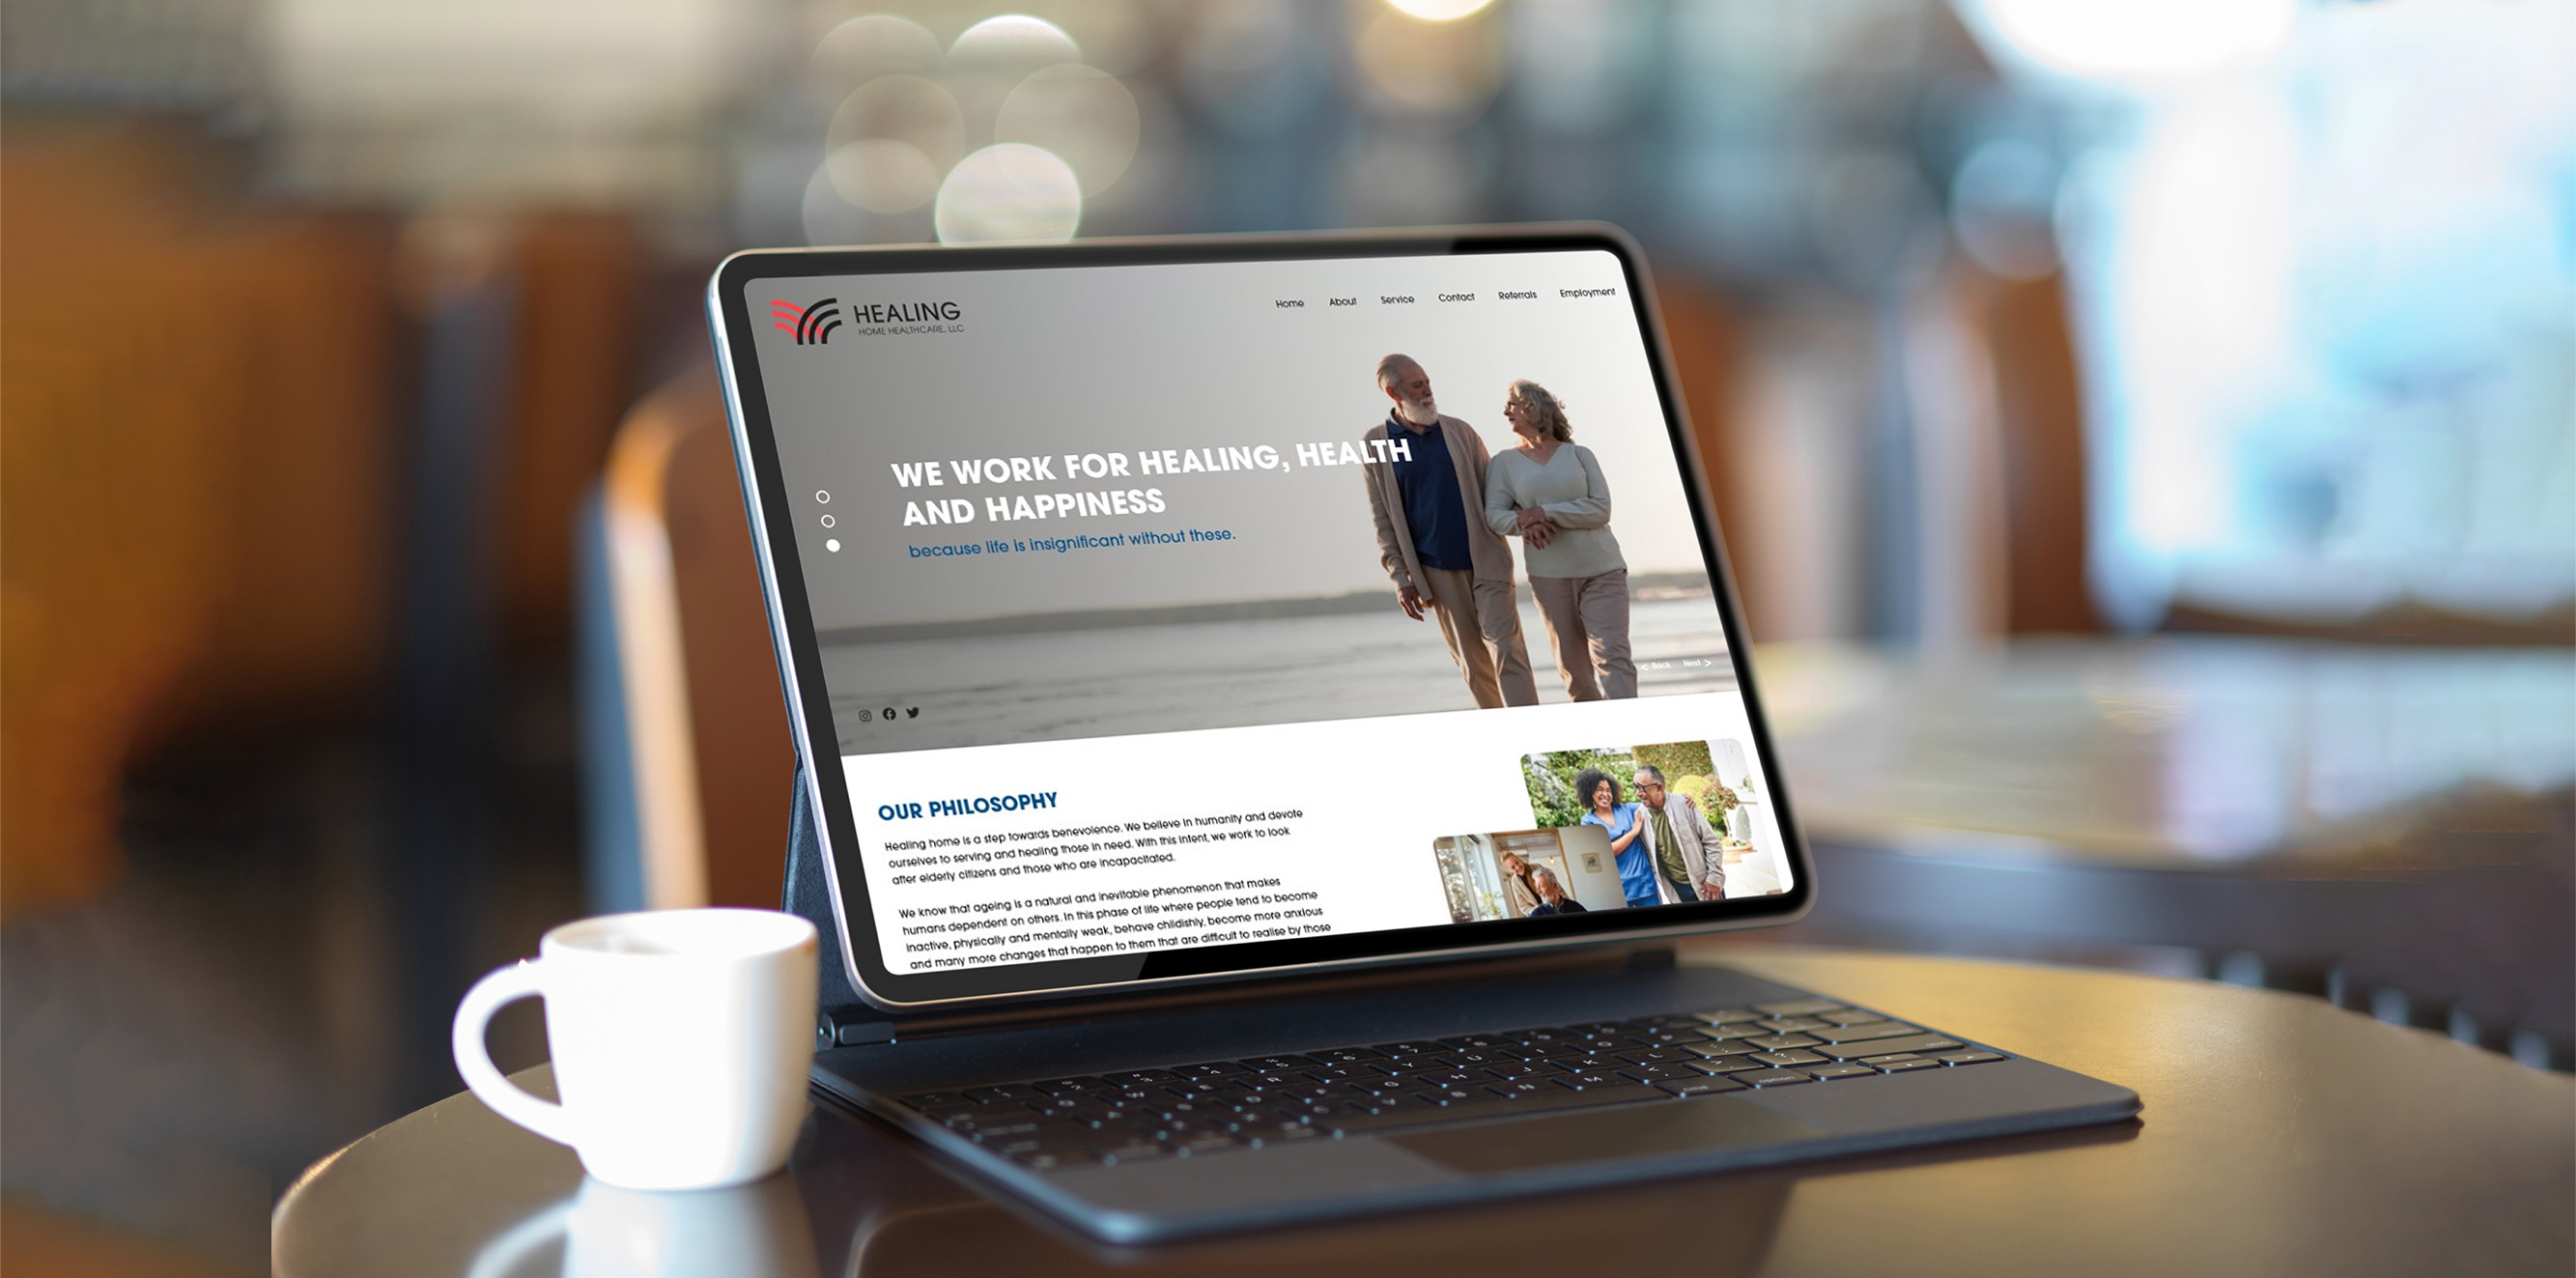 HEALING
HOME HEALTHCARE, LLC
Home About Service Contact Referrals Employment
WE WORK FOR HEALING, HEALTH
AND HAPPINESS
because life is insignificant without these.
< Back Next >
OUR PHILOSOPHY
Healing home is a step towards benevolence. We believe in humanity and devote
ourselves to serving and healing those in need. With this intent, we work to look
after elderly citizens and those who are incapacitated.
We know that ageing is a natural and inevitable phenomenon that makes
humans dependent on others. In this phase of life where people tend to become
inactive, physically and mentally weak, behave childishly, become more anxious
and many more changes that happen to them that are difficult to realise by those